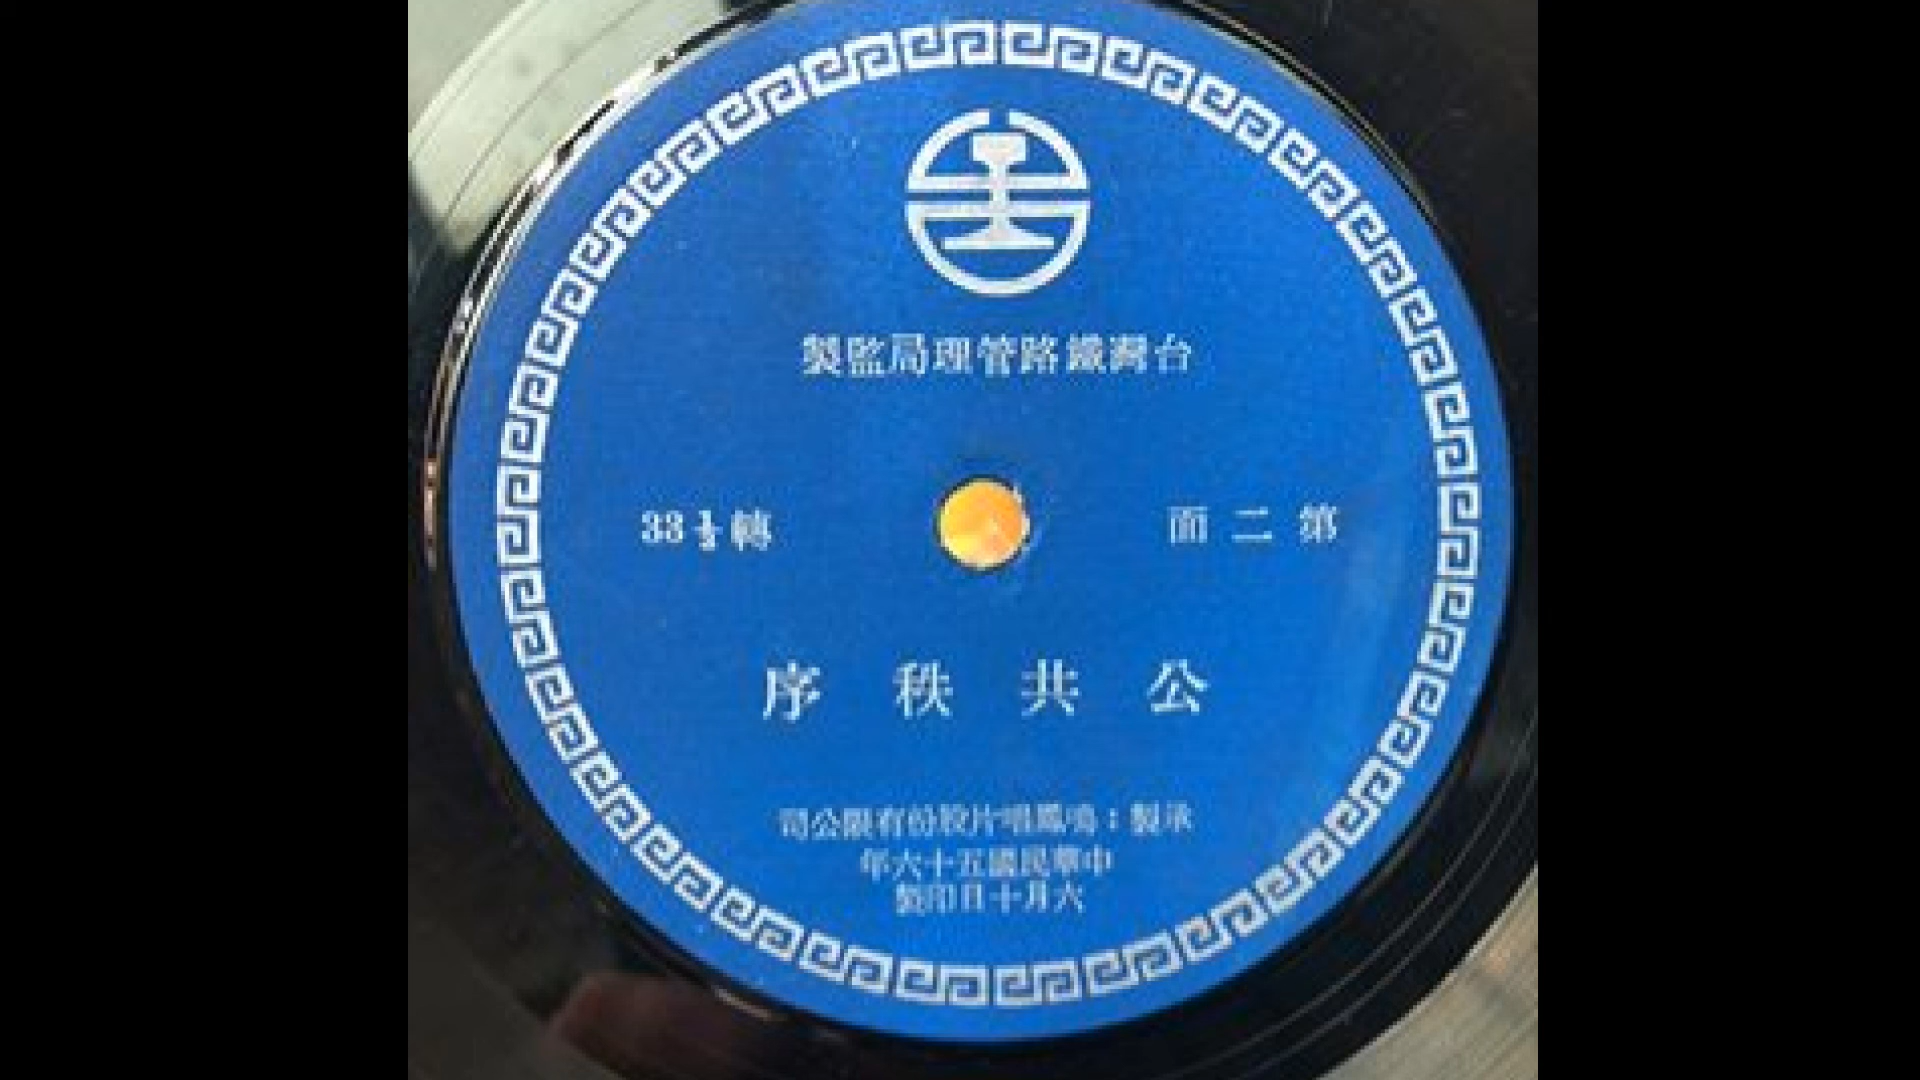 台灣鐵路管理局監製
第二面
33⅓轉
公共秩序
承製：鳴鳳唱片股份有限公司
中華民國五十六年
六月十日印製